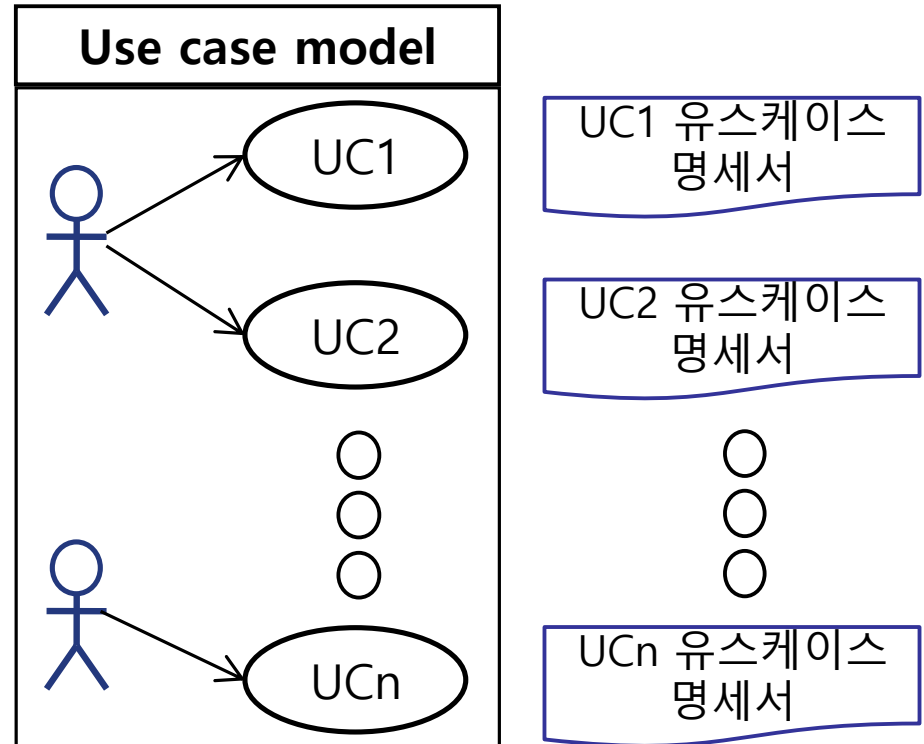 Use case model
UC1
UC1 유스케이스
명세서
UC2
UC2 유스케이스
명세서
UCn
UCn 유스케이스
명세서